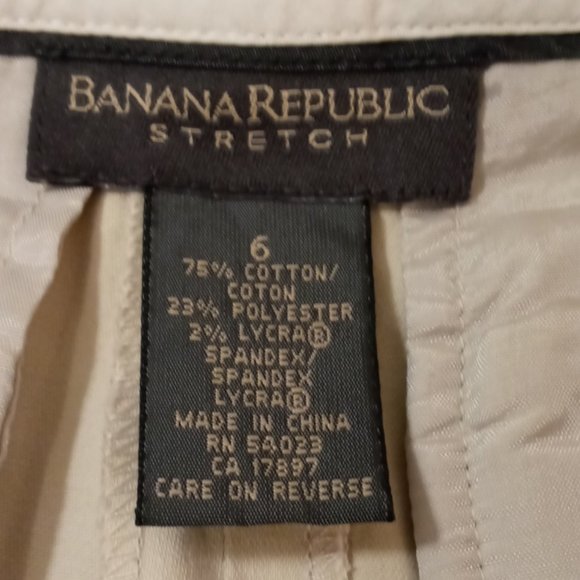 BANANA REPUBLIC
STRETCH
6
75% COTTON/
COTON
23% POLYESTER
2% LYCRA®
SPANDEX/
SPANDEX
LYCRA®
MADE IN CHINA
RN 54023
CA 17897
CARE ON REVERSE